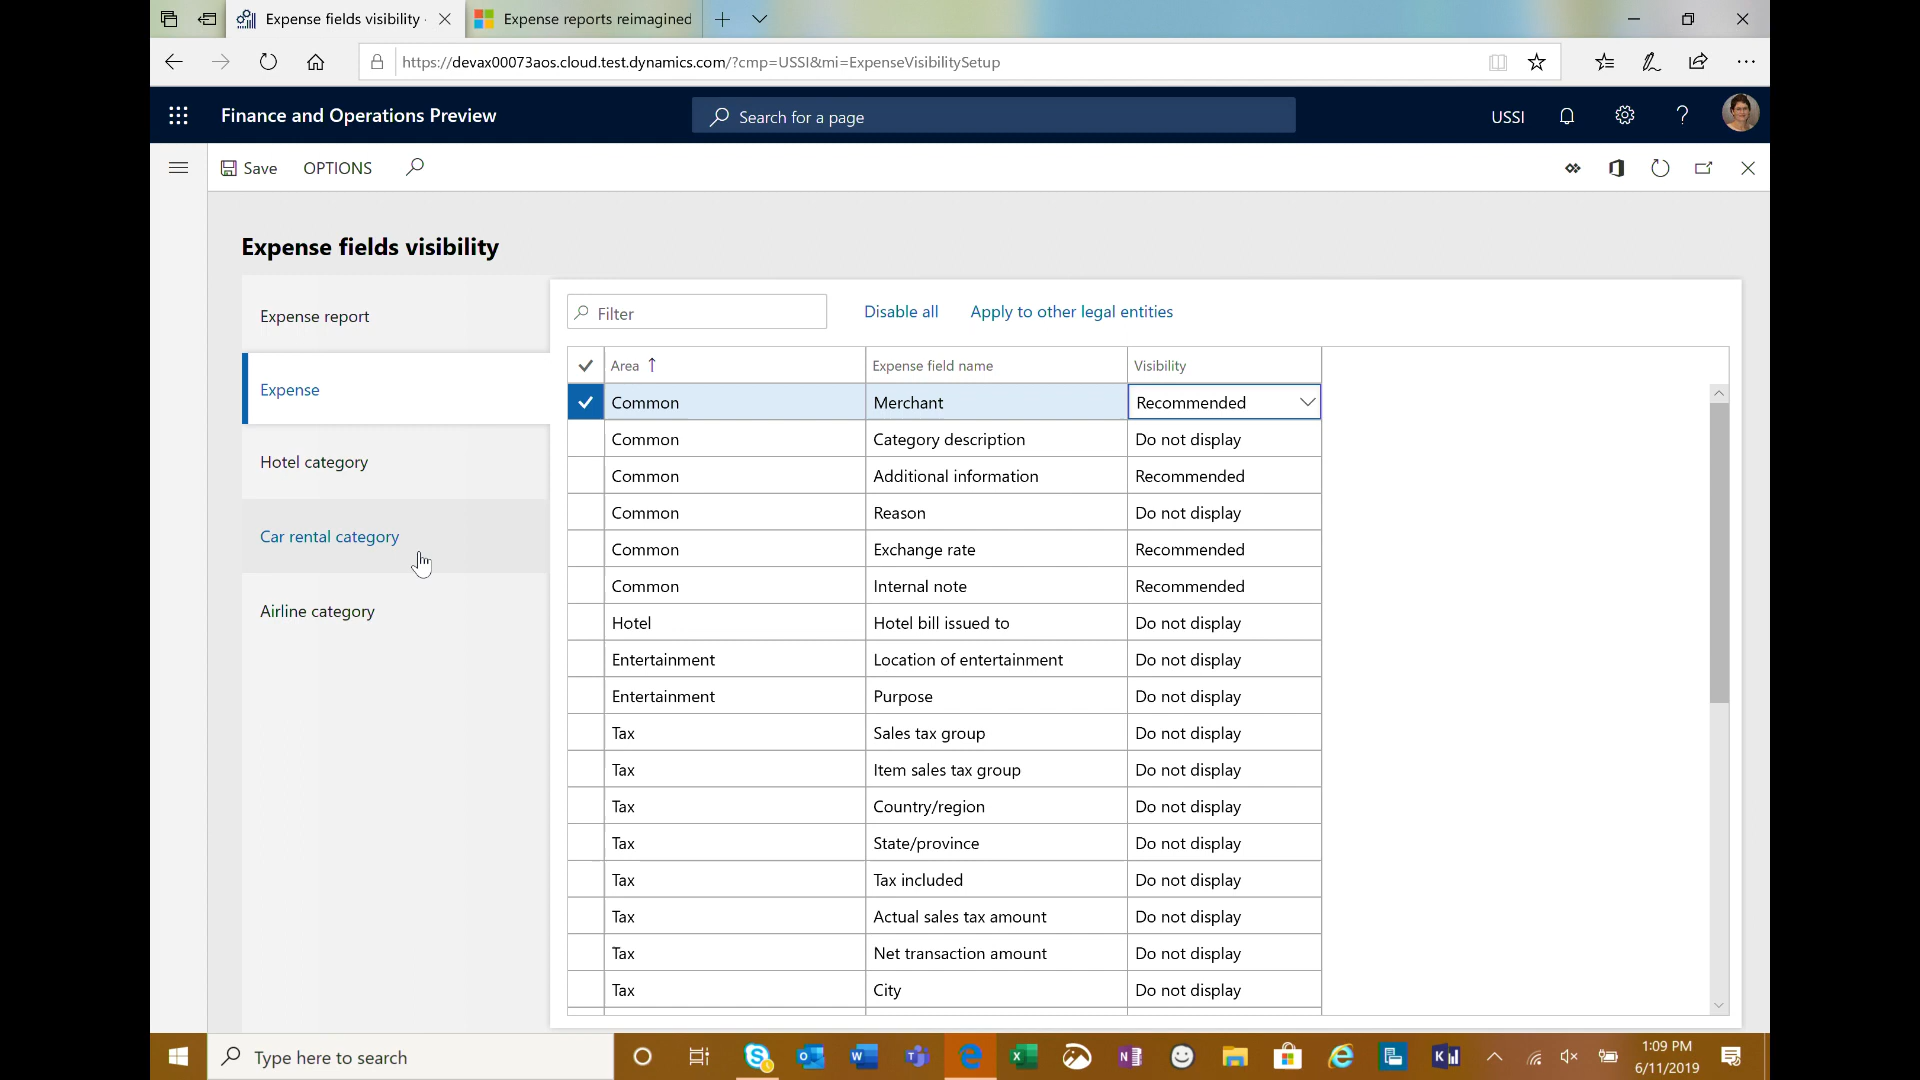 Expense fields visibility
Expense reports reimagined
https://devax00073aos.cloud.test.dynamics.com/?cmp=USSI&mi=ExpenseVisibilitySetup
Finance and Operations Preview
Search for a page
USSI
Save
OPTIONS
Expense fields visibility
Expense report
Expense
Hotel category
Car rental category
Airline category
Filter
Disable all
Apply to other legal entities
Area Expense field name Visibility
Common Merchant Recommended
Common Category description Do not display
Common Additional information Recommended
Common Reason Do not display
Common Exchange rate Recommended
Common Internal note Recommended
Hotel Hotel bill issued to Do not display
Entertainment Location of entertainment Do not display
Entertainment Purpose Do not display
Tax Sales tax group Do not display
Tax Item sales tax group Do not display
Tax Country/region Do not display
Tax State/province Do not display
Tax Tax included Do not display
Tax Actual sales tax amount Do not display
Tax Net transaction amount Do not display
Tax City Do not display
Type here to search
1:09 PM
6/11/2019